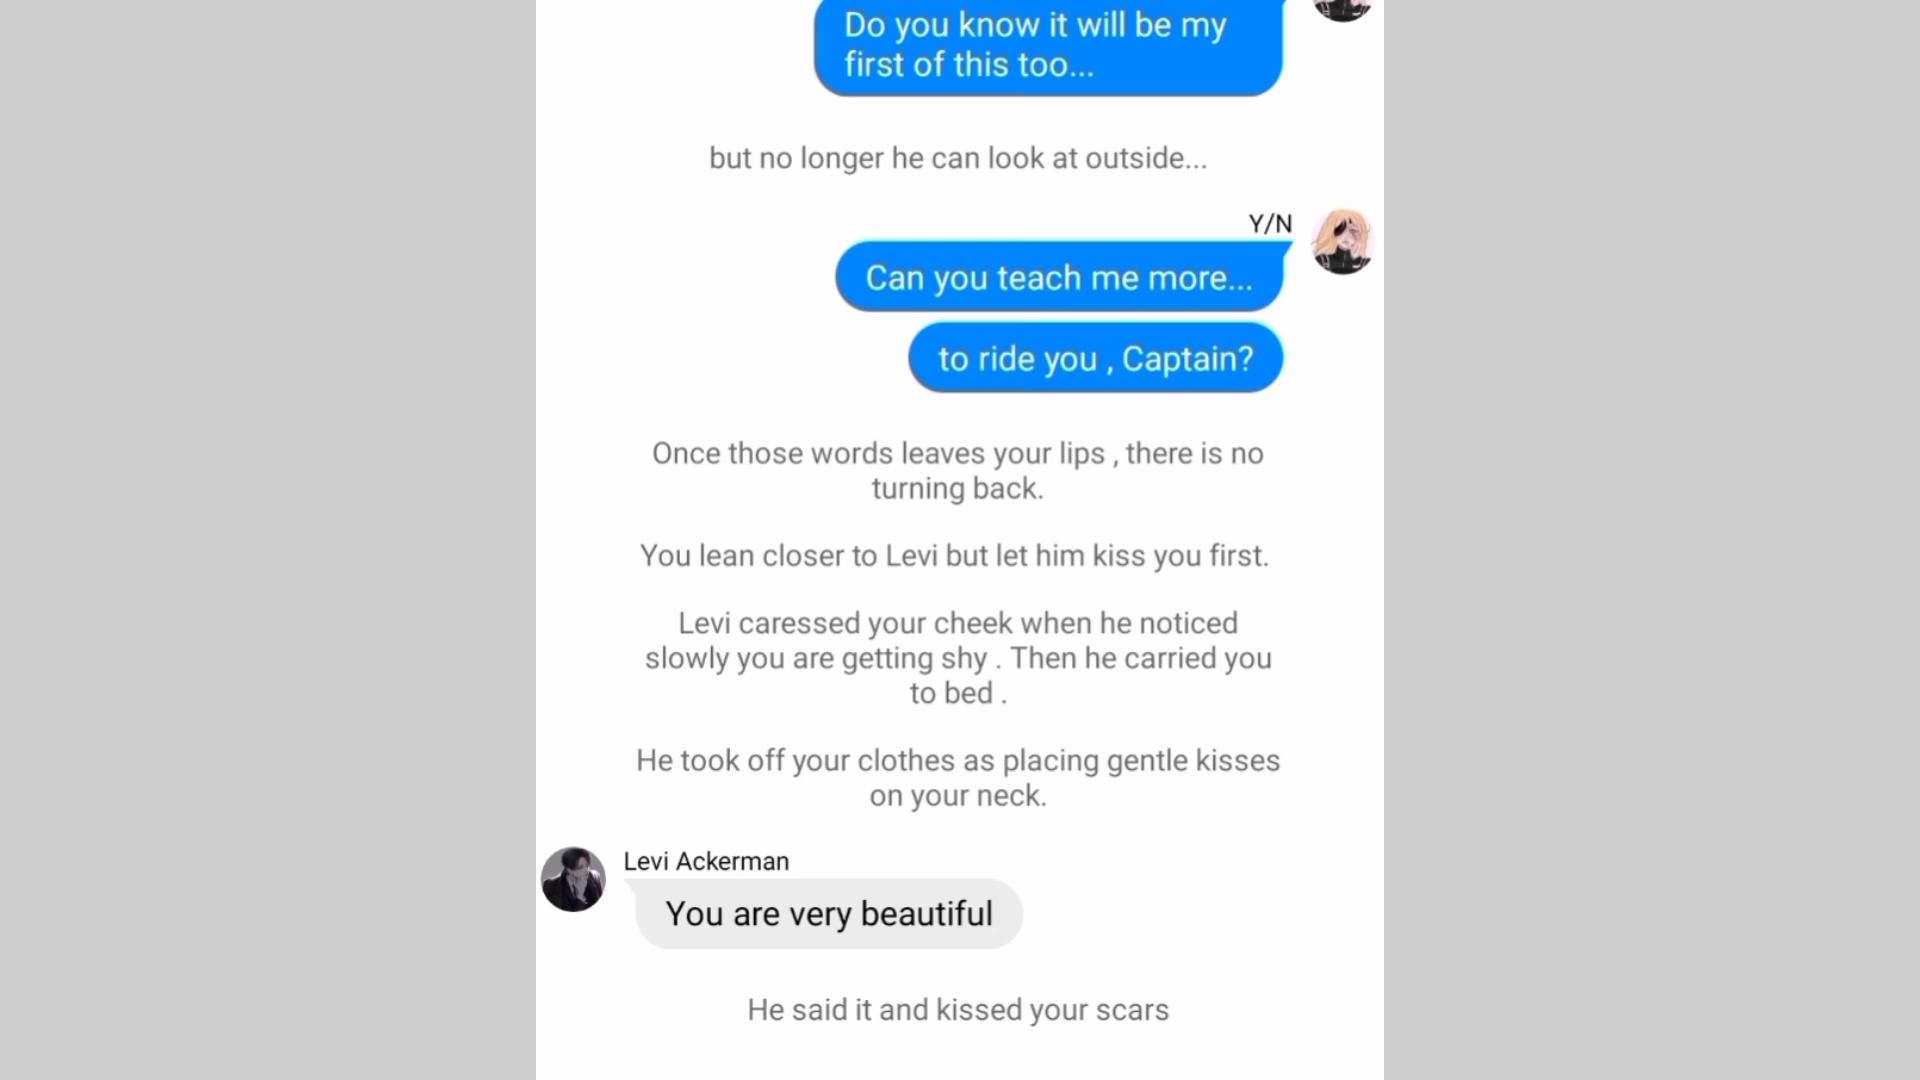 Do you know it will be my
first of this too...
but no longer he can look at outside...
Y/N
Can you teach me more...
to ride you , Captain?
Once those words leaves your lips , there is no
turning back.
You lean closer to Levi but let him kiss you first.
Levi caressed your cheek when he noticed
slowly you are getting shy . Then he carried you
to bed .
He took off your clothes as placing gentle kisses
on your neck.
Levi Ackerman
You are very beautiful
He said it and kissed your scars